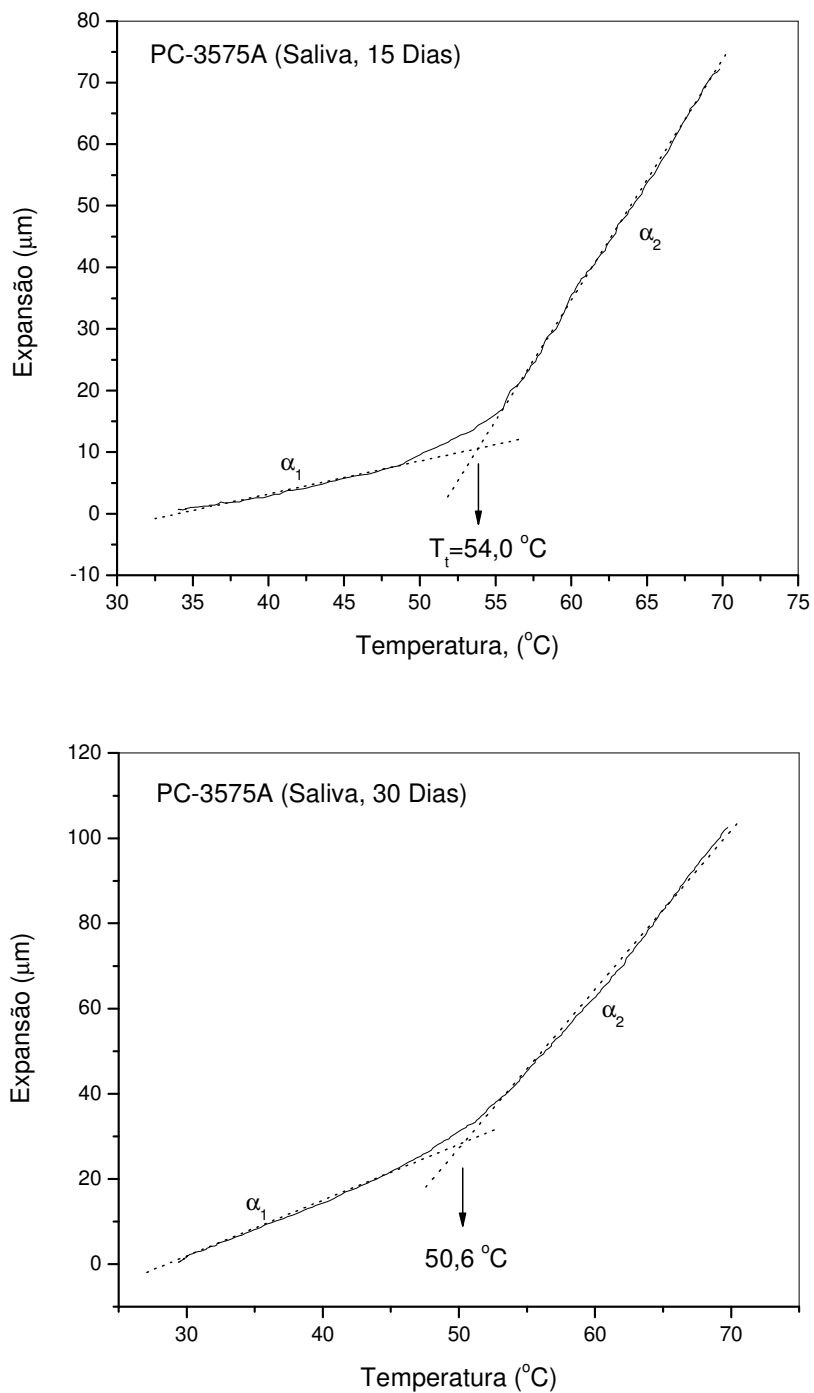 80
PC-3575A (Saliva, 15 Dias)
70
60
50
α2
40
Expansão (μm)
30
20
10
α1
0
Tt=54,0 °C
-10
30 35 40 45 50 55 60 65 70 75
Temperatura, (°C)
120
PC-3575A (Saliva, 30 Dias)
100
80
Expansão (μm)
60
α2
40
20
α1
0
50,6 °C
30 40 50 60 70
Temperatura (°C)